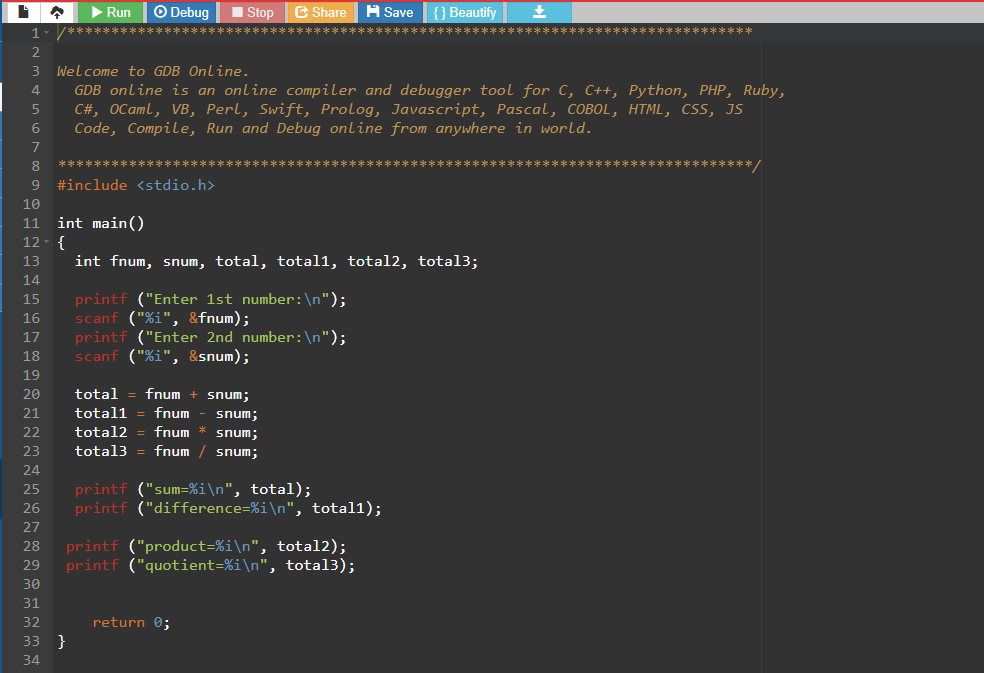 Run Debug Stop Share Save { } Beautify
1 /******************************************************************************
2
3 Welcome to GDB Online.
4 GDB online is an online compiler and debugger tool for C, C++, Python, PHP, Ruby,
5 C#, OCaml, VB, Perl, Swift, Prolog, Javascript, Pascal, COBOL, HTML, CSS, JS
6 Code, Compile, Run and Debug online from anywhere in world.
7
8 *******************************************************************************/
9 #include <stdio.h>
10
11 int main()
12 {
13 int fnum, snum, total, total1, total2, total3;
14
15 printf ("Enter 1st number:\n");
16 scanf ("%i", &fnum);
17 printf ("Enter 2nd number:\n");
18 scanf ("%i", &snum);
19
20 total = fnum + snum;
21 total1 = fnum - snum;
22 total2 = fnum * snum;
23 total3 = fnum / snum;
24
25 printf ("sum=%i\n", total);
26 printf ("difference=%i\n", total1);
27
28 printf ("product=%i\n", total2);
29 printf ("quotient=%i\n", total3);
30
31
32 return 0;
33 }
34